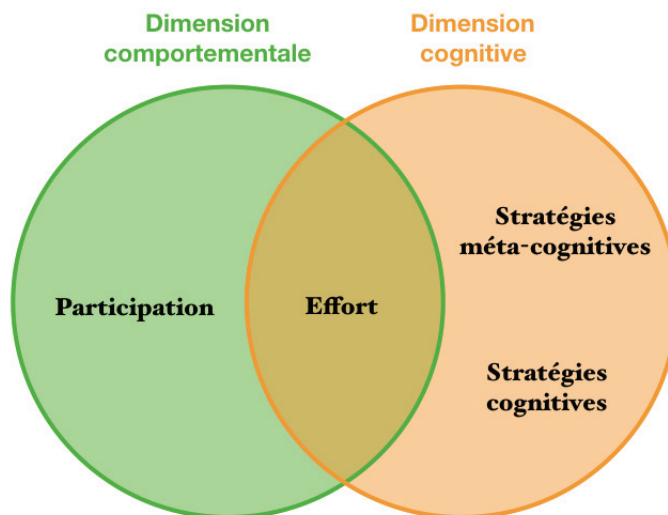 Dimension
comportementale
Dimension
cognitive
Stratégies
méta-cognitives
Participation
Effort
Stratégies
cognitives